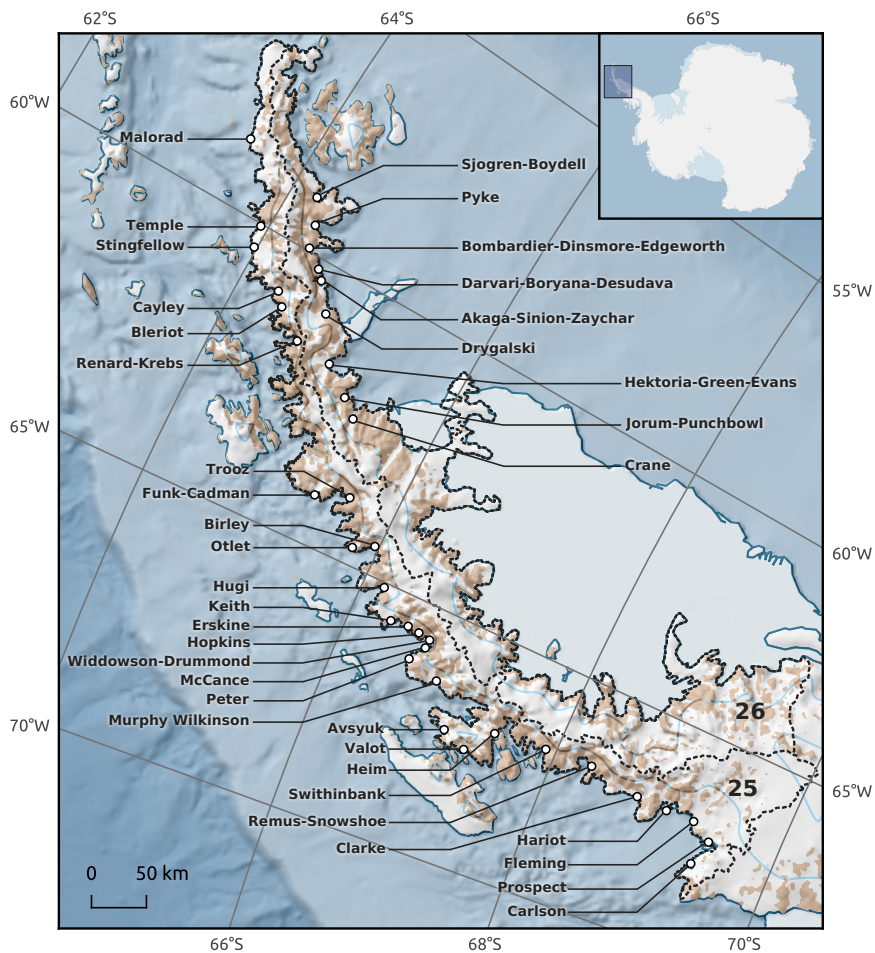 62°S
64°S
66°S
60°W
Malorad
Sjogren-Boydell
Pyke
Temple
Stingfellow
Bombardier-Dinsmore-Edgeworth
Darvari-Boryana-Desudava
55°W
Cayley
Akaga-Sinion-Zaychar
Bleriot
Drygalski
Renard-Krebs
Hektoria-Green-Evans
65°W
Jorum-Punchbowl
Crane
Trooz
Funk-Cadman
Birley
Otlet
60°W
Hugi
Keith
Erskine
Hopkins
Widdowson-Drummond
McCance
Peter
Murphy Wilkinson
26
70°W
Avsyuk
Valot
Heim
25
65°W
Swithinbank
Remus-Snowshoe
Hariot
Clarke
Fleming
0 50 km
Prospect
Carlson
66°S
68°S
70°S